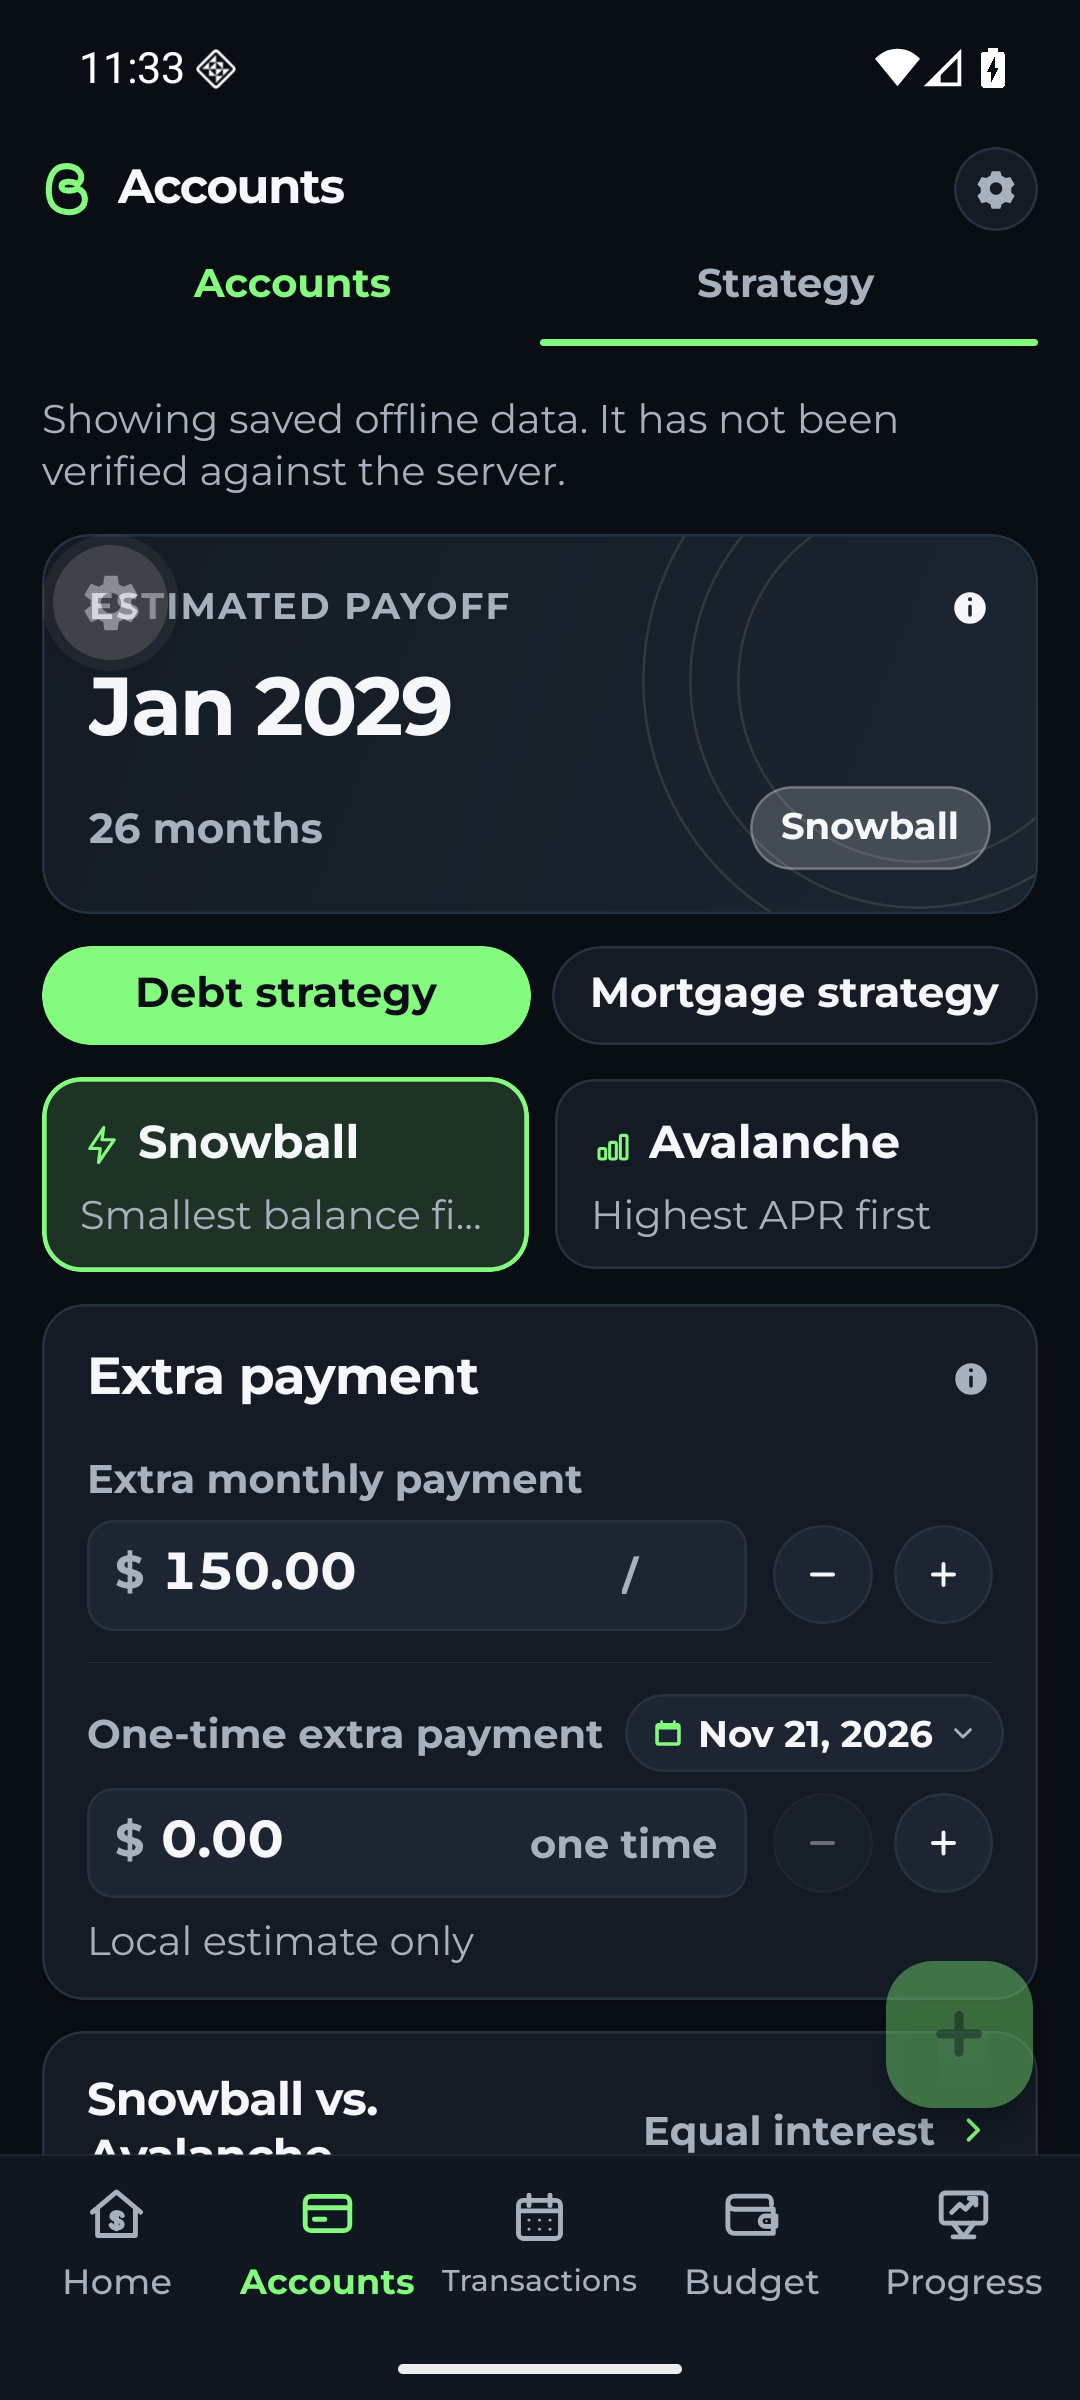 11:33
Accounts
Accounts
Strategy
Showing saved offline data. It has not been
verified against the server.
ESTIMATED PAYOFF
Jan 2029
26 months
Snowball
Debt strategy
Mortgage strategy
Snowball
Smallest balance fi...
Avalanche
Highest APR first
Extra payment
Extra monthly payment
$ 150.00 /
One-time extra payment
Nov 21, 2026
$ 0.00 one time
Local estimate only
Snowball vs.
Avalanche
Equal interest
Home
Accounts
Transactions
Budget
Progress